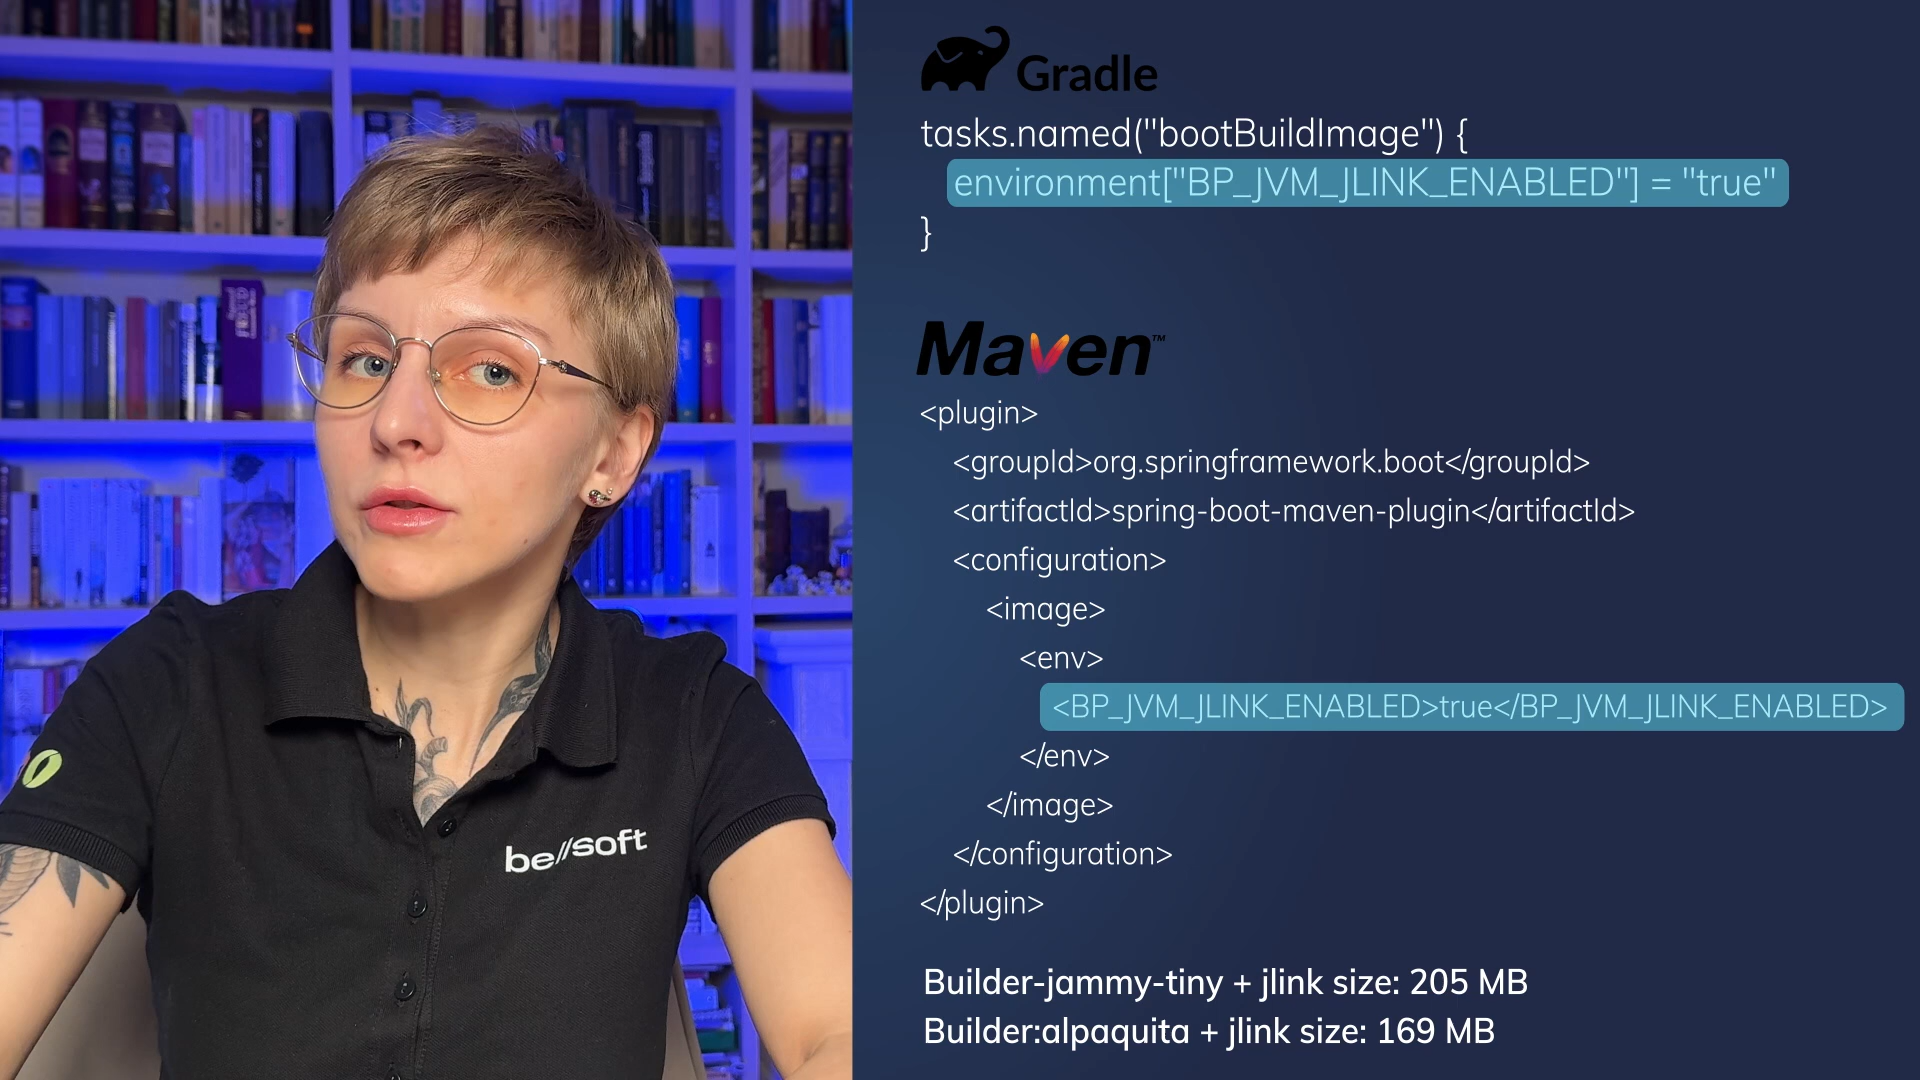 Gradle
tasks.named("bootBuildImage") {
environment["BP_JVM_JLINK_ENABLED"] = "true"
}
Maven™
<plugin>
<groupId>org.springframework.boot</groupId>
<artifactId>spring-boot-maven-plugin</artifactId>
<configuration>
<image>
<env>
<BP_JVM_JLINK_ENABLED>true</BP_JVM_JLINK_ENABLED>
</env>
</image>
</configuration>
</plugin>
Builder-jammy-tiny + jlink size: 205 MB
Builder:alpaquita + jlink size: 169 MB
bellsoft